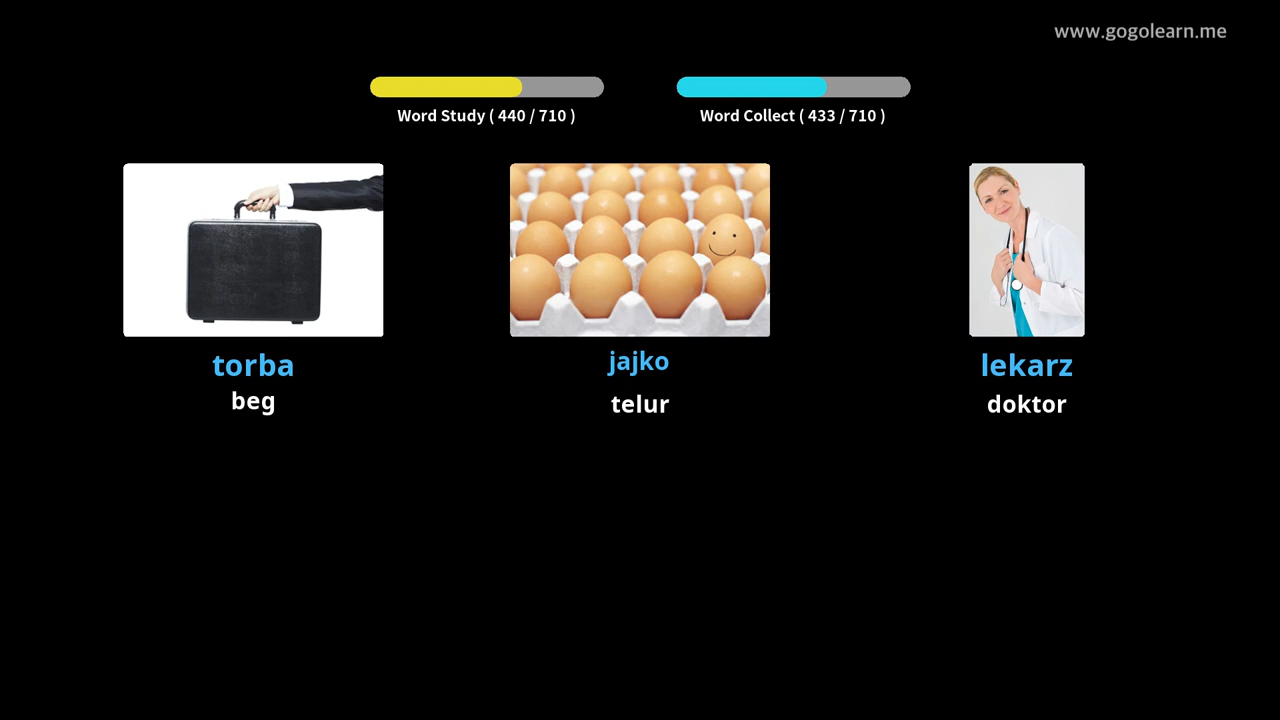 www.gogolearn.me
Word Study ( 440 / 710 )
Word Collect ( 433 / 710 )
torba
beg
jajko
telur
lekarz
doktor